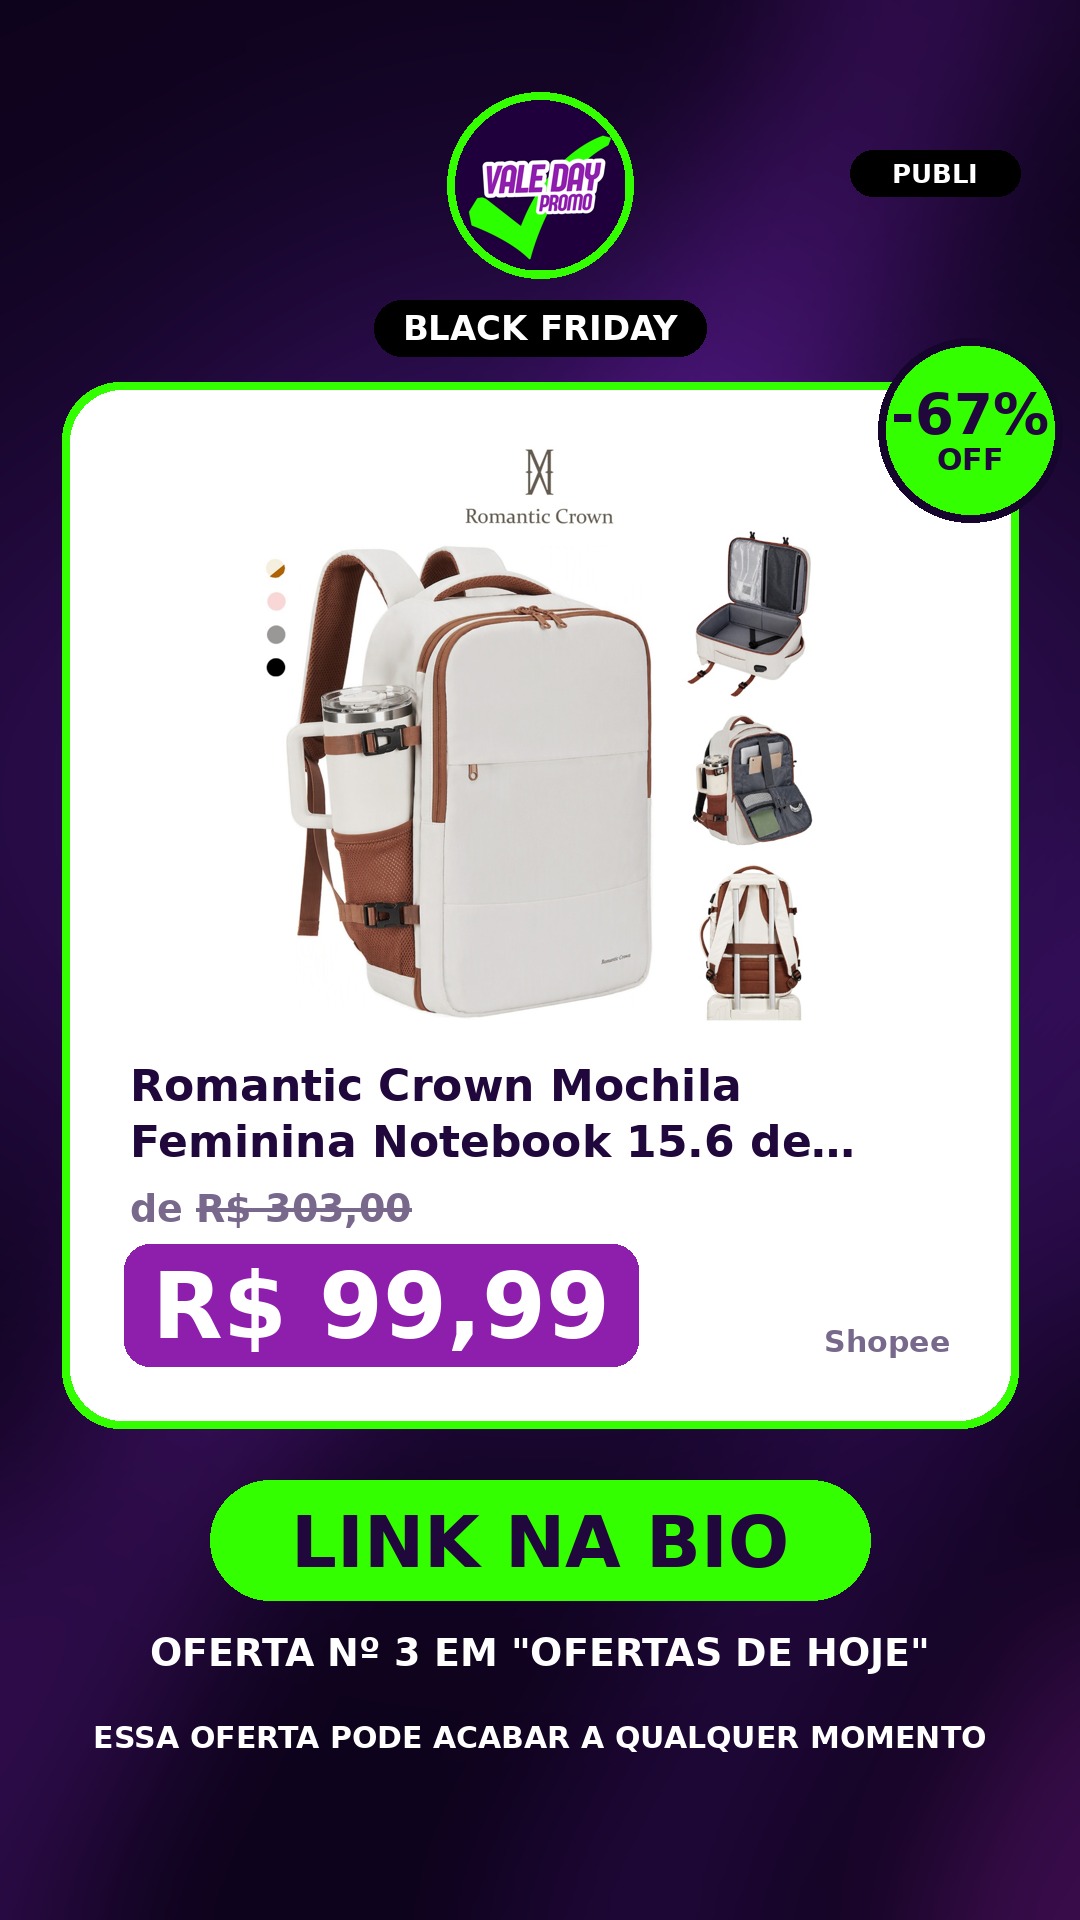 VALE DAY
PROMO
PUBLI
BLACK FRIDAY
-67%
OFF
Romantic Crown
Romantic Crown
Romantic Crown Mochila
Feminina Notebook 15.6 de...
de R$ 303,00
R$ 99,99
Shopee
LINK NA BIO
OFERTA Nº 3 EM "OFERTAS DE HOJE"
ESSA OFERTA PODE ACABAR A QUALQUER MOMENTO